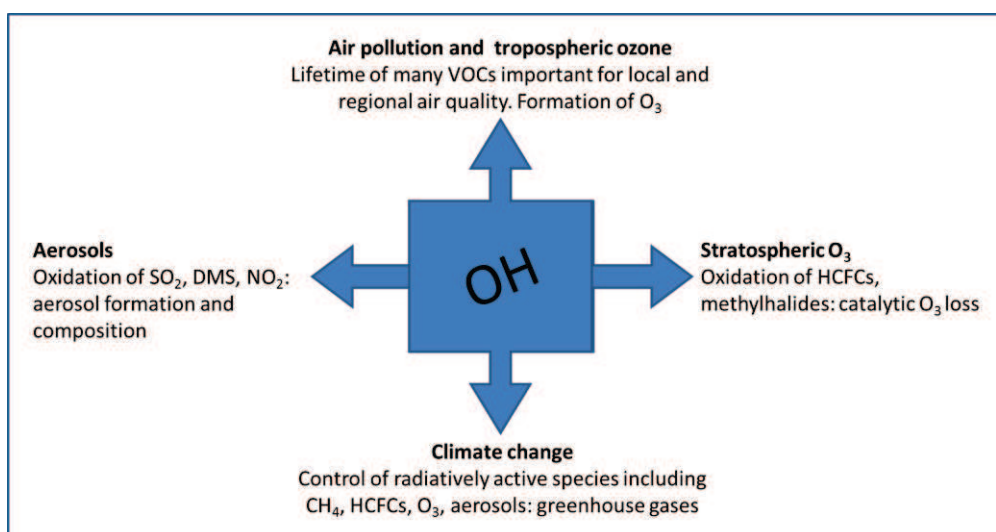 Air pollution and tropospheric ozone
Lifetime of many VOCs important for local and
regional air quality. Formation of O₃
Aerosols
Oxidation of SO₂, DMS, NO₂:
aerosol formation and
composition
OH
Stratospheric O₃
Oxidation of HCFCs,
methylhalides: catalytic O₃ loss
Climate change
Control of radiatively active species including
CH₄, HCFCs, O₃, aerosols: greenhouse gases